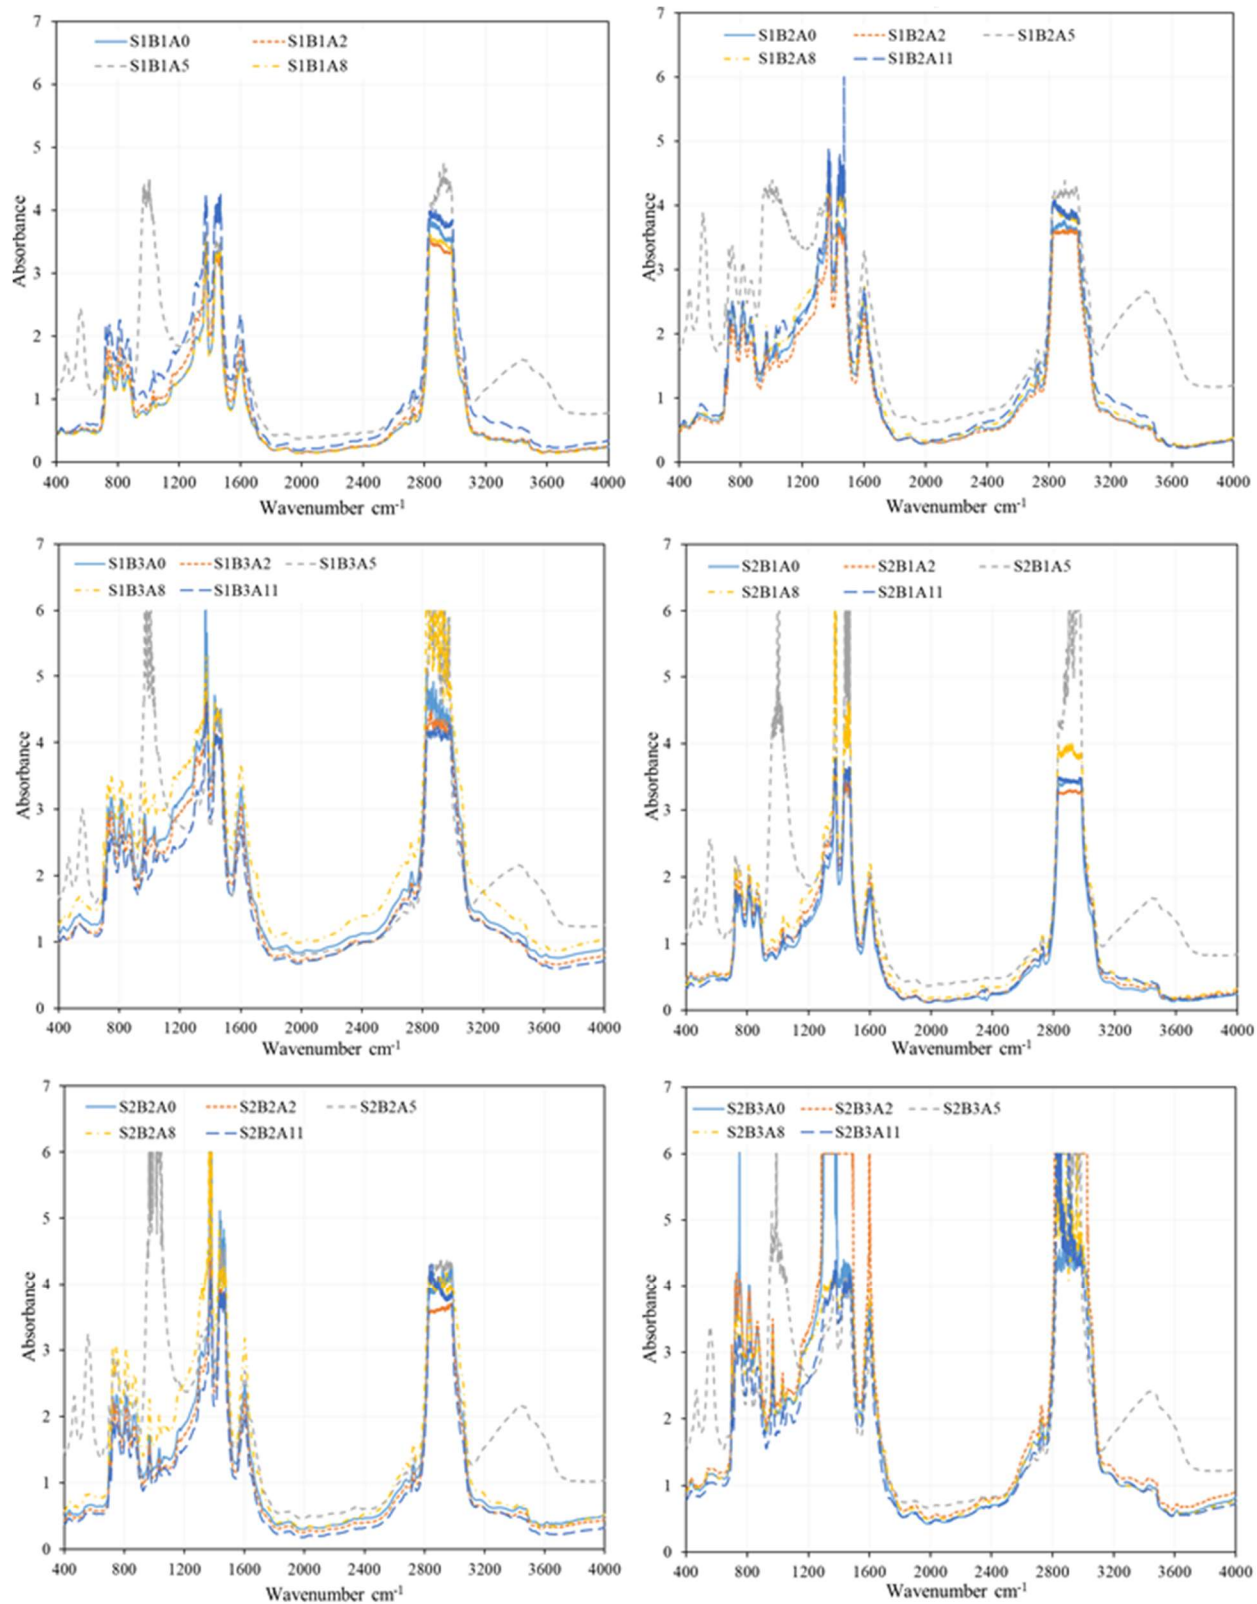 7
6
5
4
3
2
1
0
Absorbance
S1B1A0 S1B1A2
S1B1A5 S1B1A8
400 800 1200 1600 2000 2400 2800 3200 3600 4000
Wavenumber cm-1
7
6
5
4
3
2
1
0
Absorbance
S1B2A0 S1B2A2 S1B2A5
S1B2A8 S1B2A11
400 800 1200 1600 2000 2400 2800 3200 3600 4000
Wavenumber cm-1
7
6
5
4
3
2
1
0
Absorbance
S1B3A0 S1B3A2 S1B3A5
S1B3A8 S1B3A11
400 800 1200 1600 2000 2400 2800 3200 3600 4000
Wavenumber cm-1
7
6
5
4
3
2
1
0
Absorbance
S2B1A0 S2B1A2 S2B1A5
S2B1A8 S2B1A11
400 800 1200 1600 2000 2400 2800 3200 3600 4000
Wavenumber cm-1
7
6
5
4
3
2
1
0
Absorbance
S2B2A0 S2B2A2 S2B2A5
S2B2A8 S2B2A11
400 800 1200 1600 2000 2400 2800 3200 3600 4000
Wavenumber cm-1
7
6
5
4
3
2
1
0
Absorbance
S2B3A0 S2B3A2 S2B3A5
S2B3A8 S2B3A11
400 800 1200 1600 2000 2400 2800 3200 3600 4000
Wavenumber cm-1